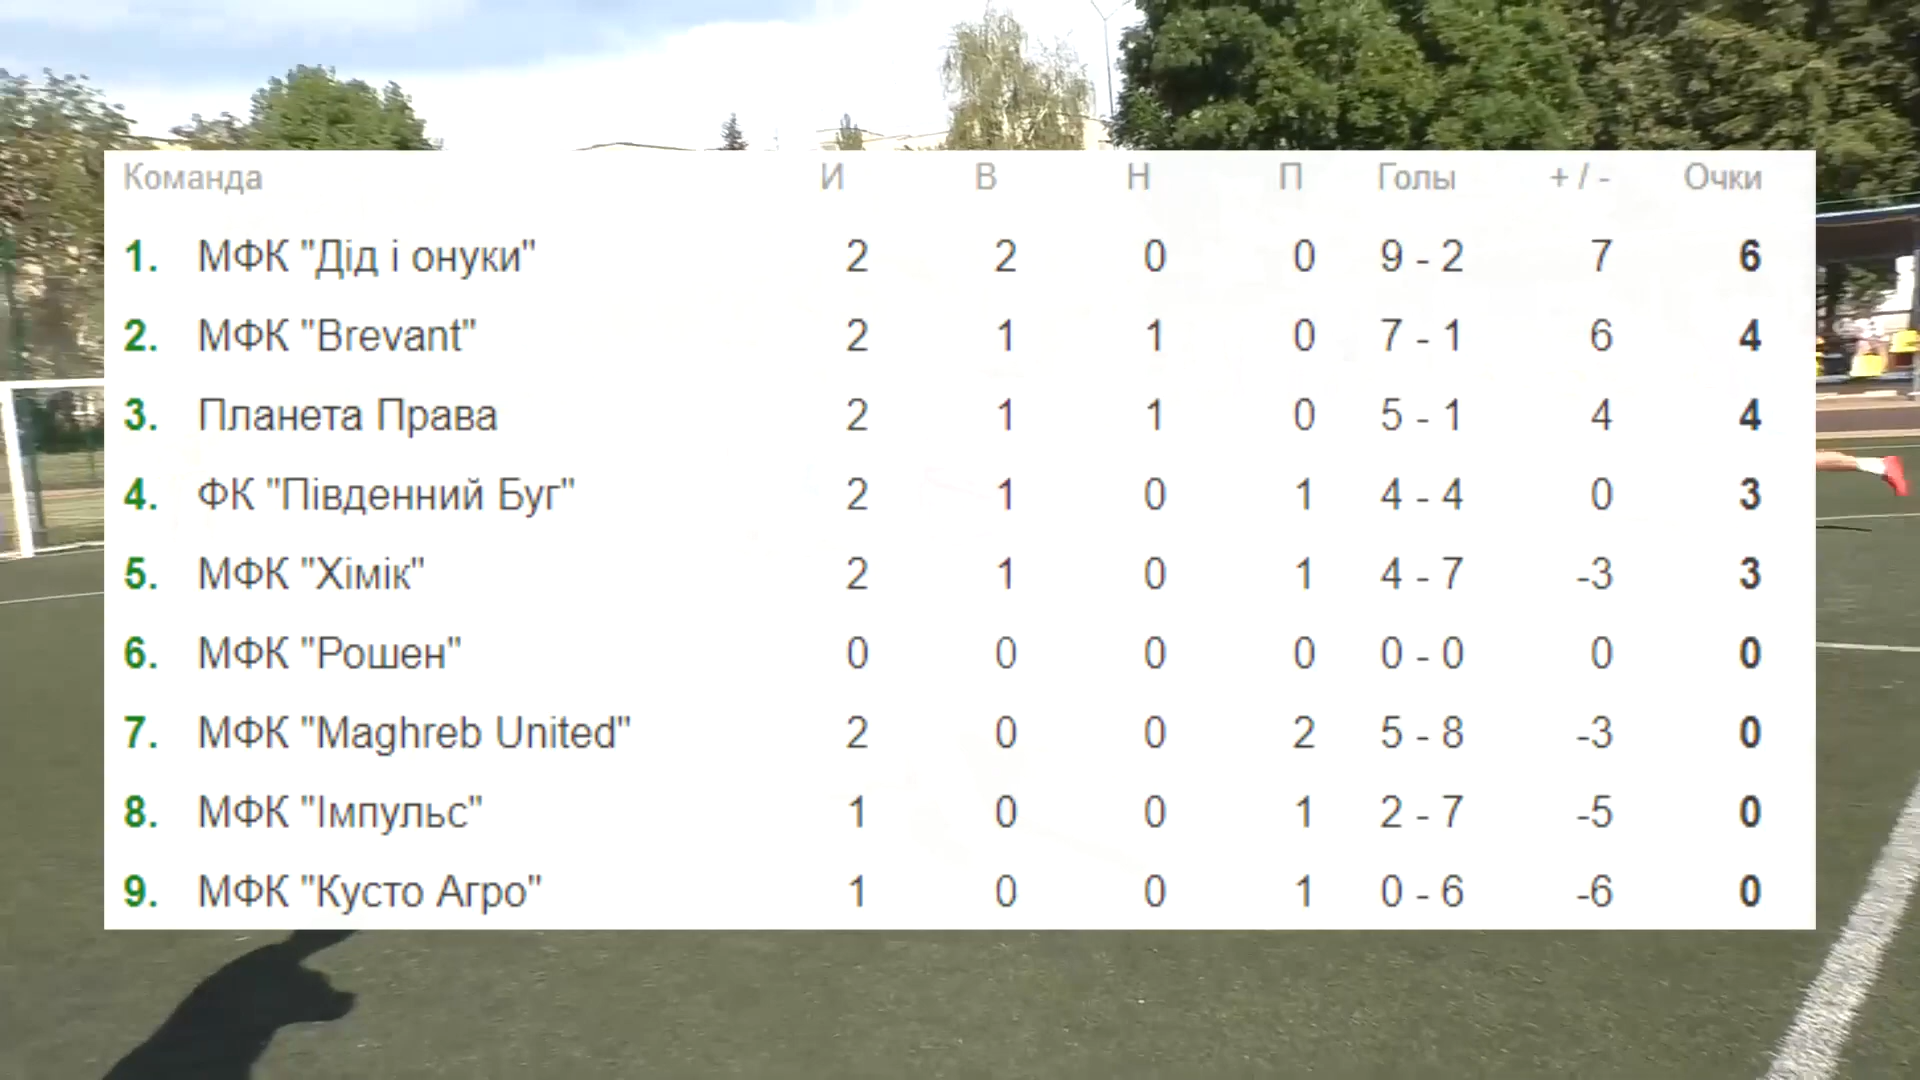 Команда И В Н П Голы + / - Очки
1. МФК "Дід і онуки" 2 2 0 0 9 - 2 7 6
2. МФК "Brevant" 2 1 1 0 7 - 1 6 4
3. Планета Права 2 1 1 0 5 - 1 4 4
4. ФК "Південний Буг" 2 1 0 1 4 - 4 0 3
5. МФК "Хімік" 2 1 0 1 4 - 7 -3 3
6. МФК "Рошен" 0 0 0 0 0 - 0 0 0
7. МФК "Maghreb United" 2 0 0 2 5 - 8 -3 0
8. МФК "Імпульс" 1 0 0 1 2 - 7 -5 0
9. МФК "Кусто Агро" 1 0 0 1 0 - 6 -6 0